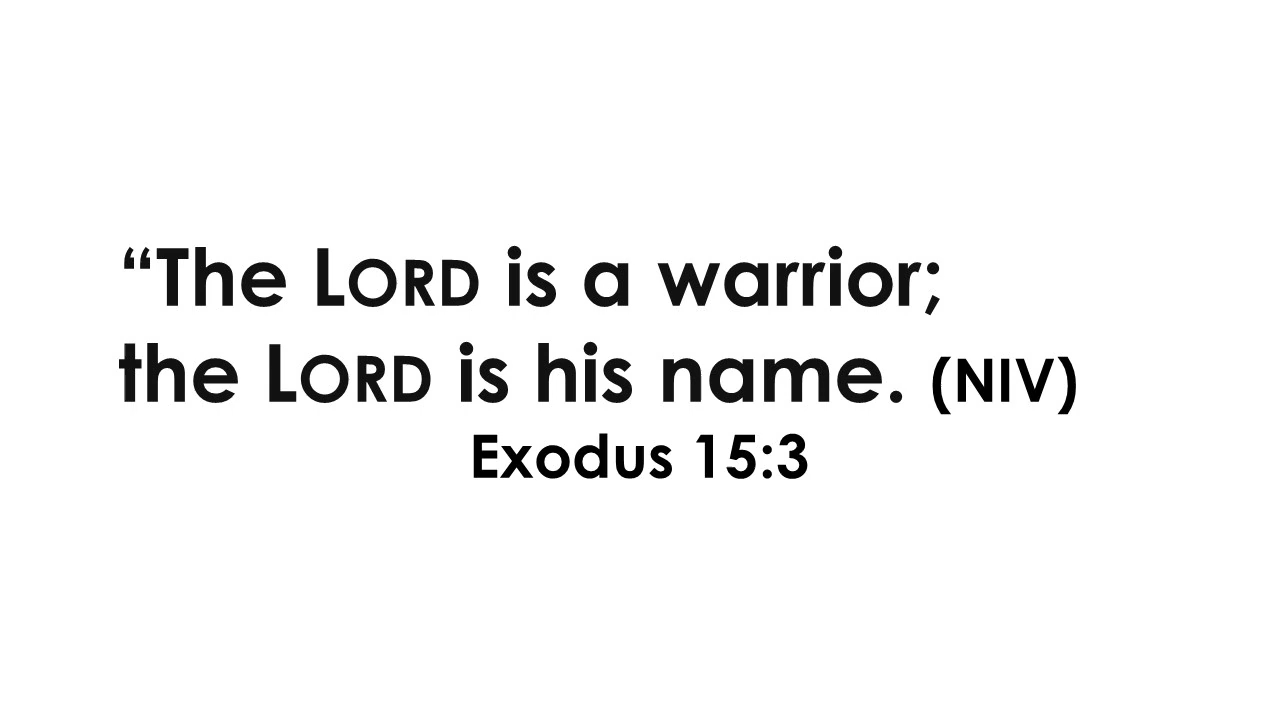 “The LORD is a warrior;
the LORD is his name. (NIV)
Exodus 15:3